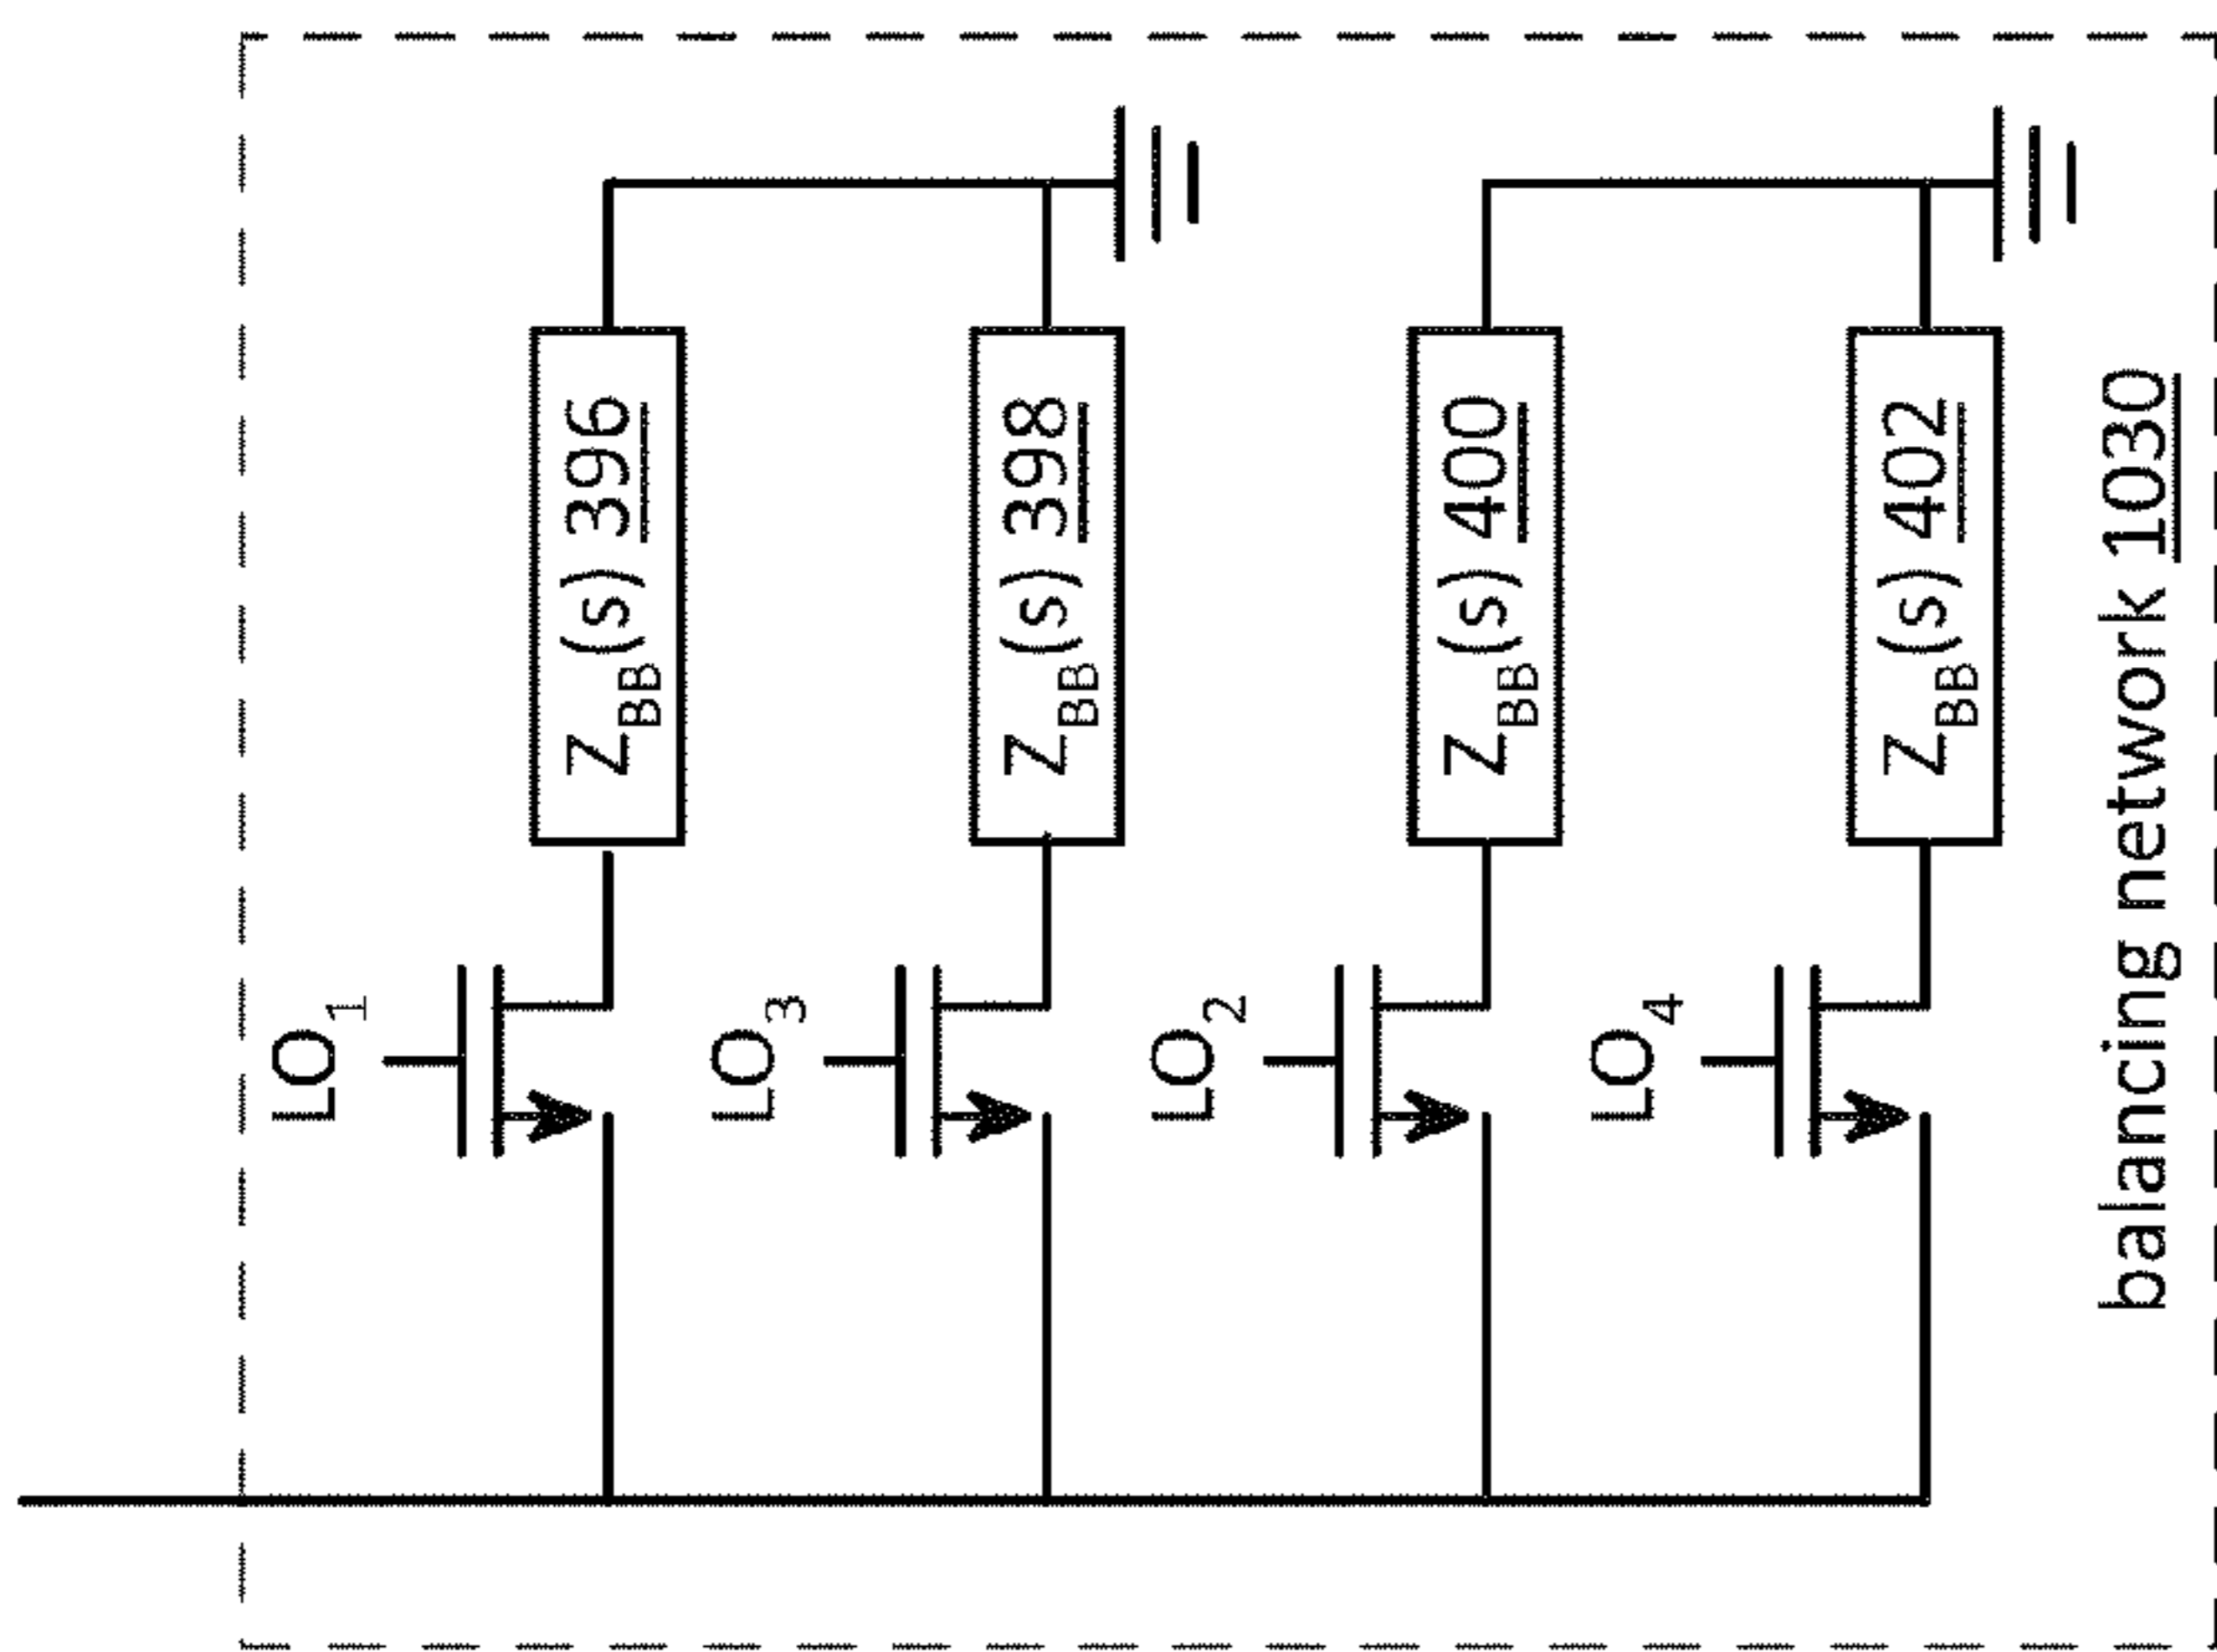 LO1
ZBB(s) 396
LO3
ZBB(s) 398
LO2
ZBB(s) 400
LO4
ZBB(s) 402
balancing network 1030